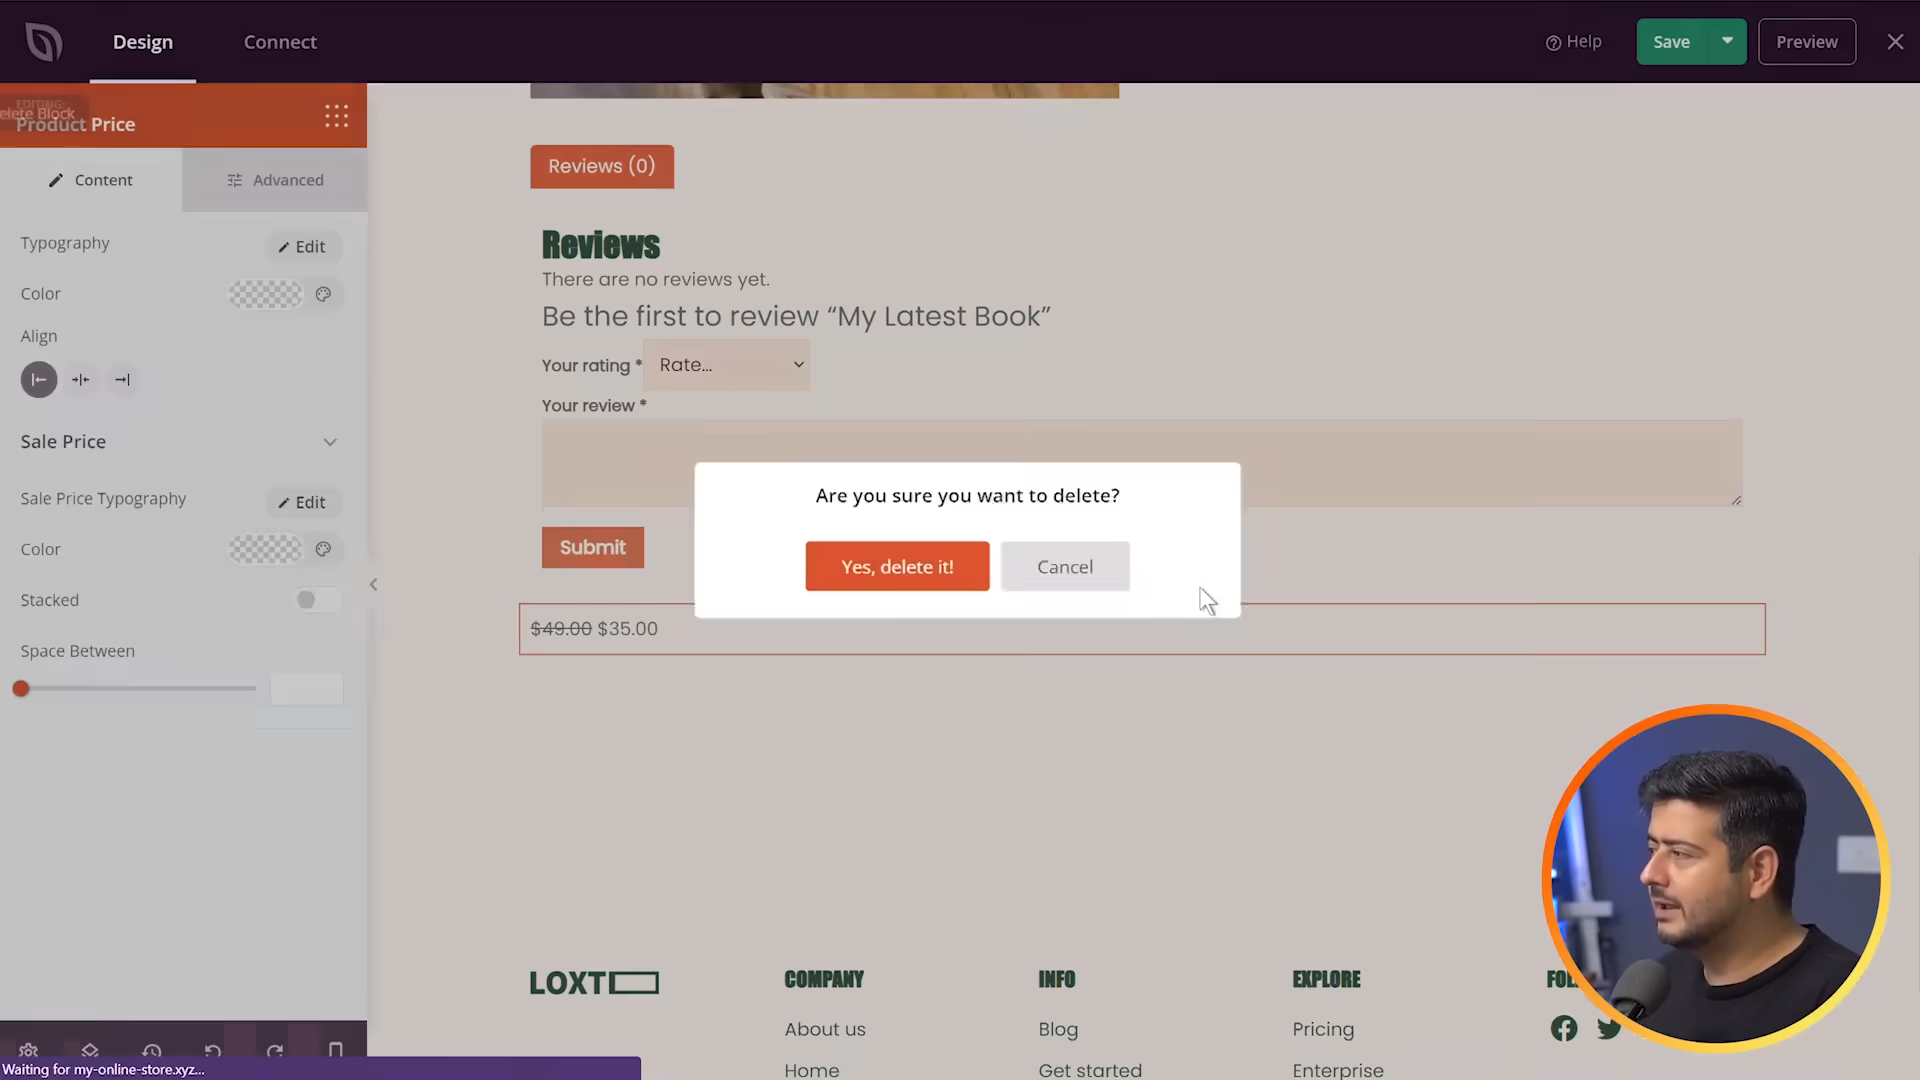 Design
Connect
Help
Save
Preview
EDITING:
elete Block
Product Price
Content
Advanced
Typography
Edit
Color
Align
Sale Price
Sale Price Typography
Edit
Color
Stacked
Space Between
Reviews (0)
Reviews
There are no reviews yet.
Be the first to review “My Latest Book”
Your rating *
Rate...
Your review *
Are you sure you want to delete?
Yes, delete it!
Cancel
Submit
$49.00 $35.00
LOXT
COMPANY
INFO
EXPLORE
About us
Blog
Pricing
Home
Get started
Enterprise
Waiting for my-online-store.xyz...